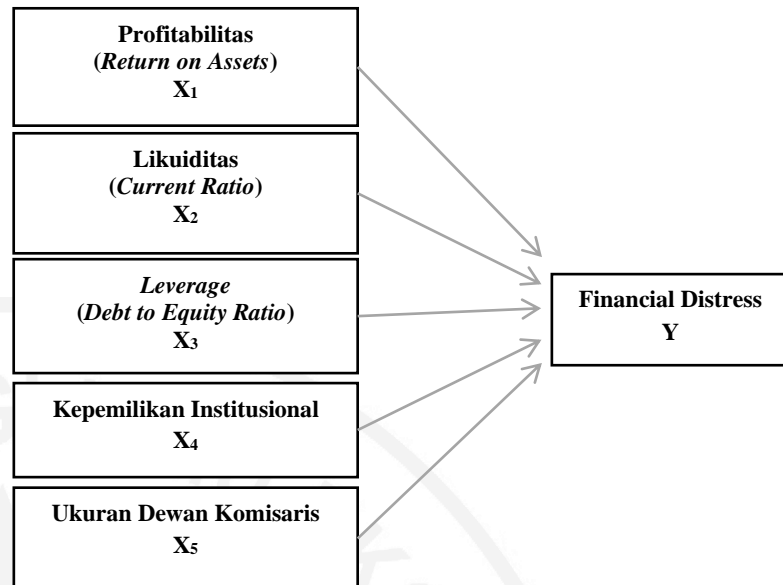 Profitabilitas
(Return on Assets)
X1
Likuiditas
(Current Ratio)
X2
Leverage
(Debt to Equity Ratio)
X3
Kepemilikan Institusional
X4
Ukuran Dewan Komisaris
X5
Financial Distress
Y